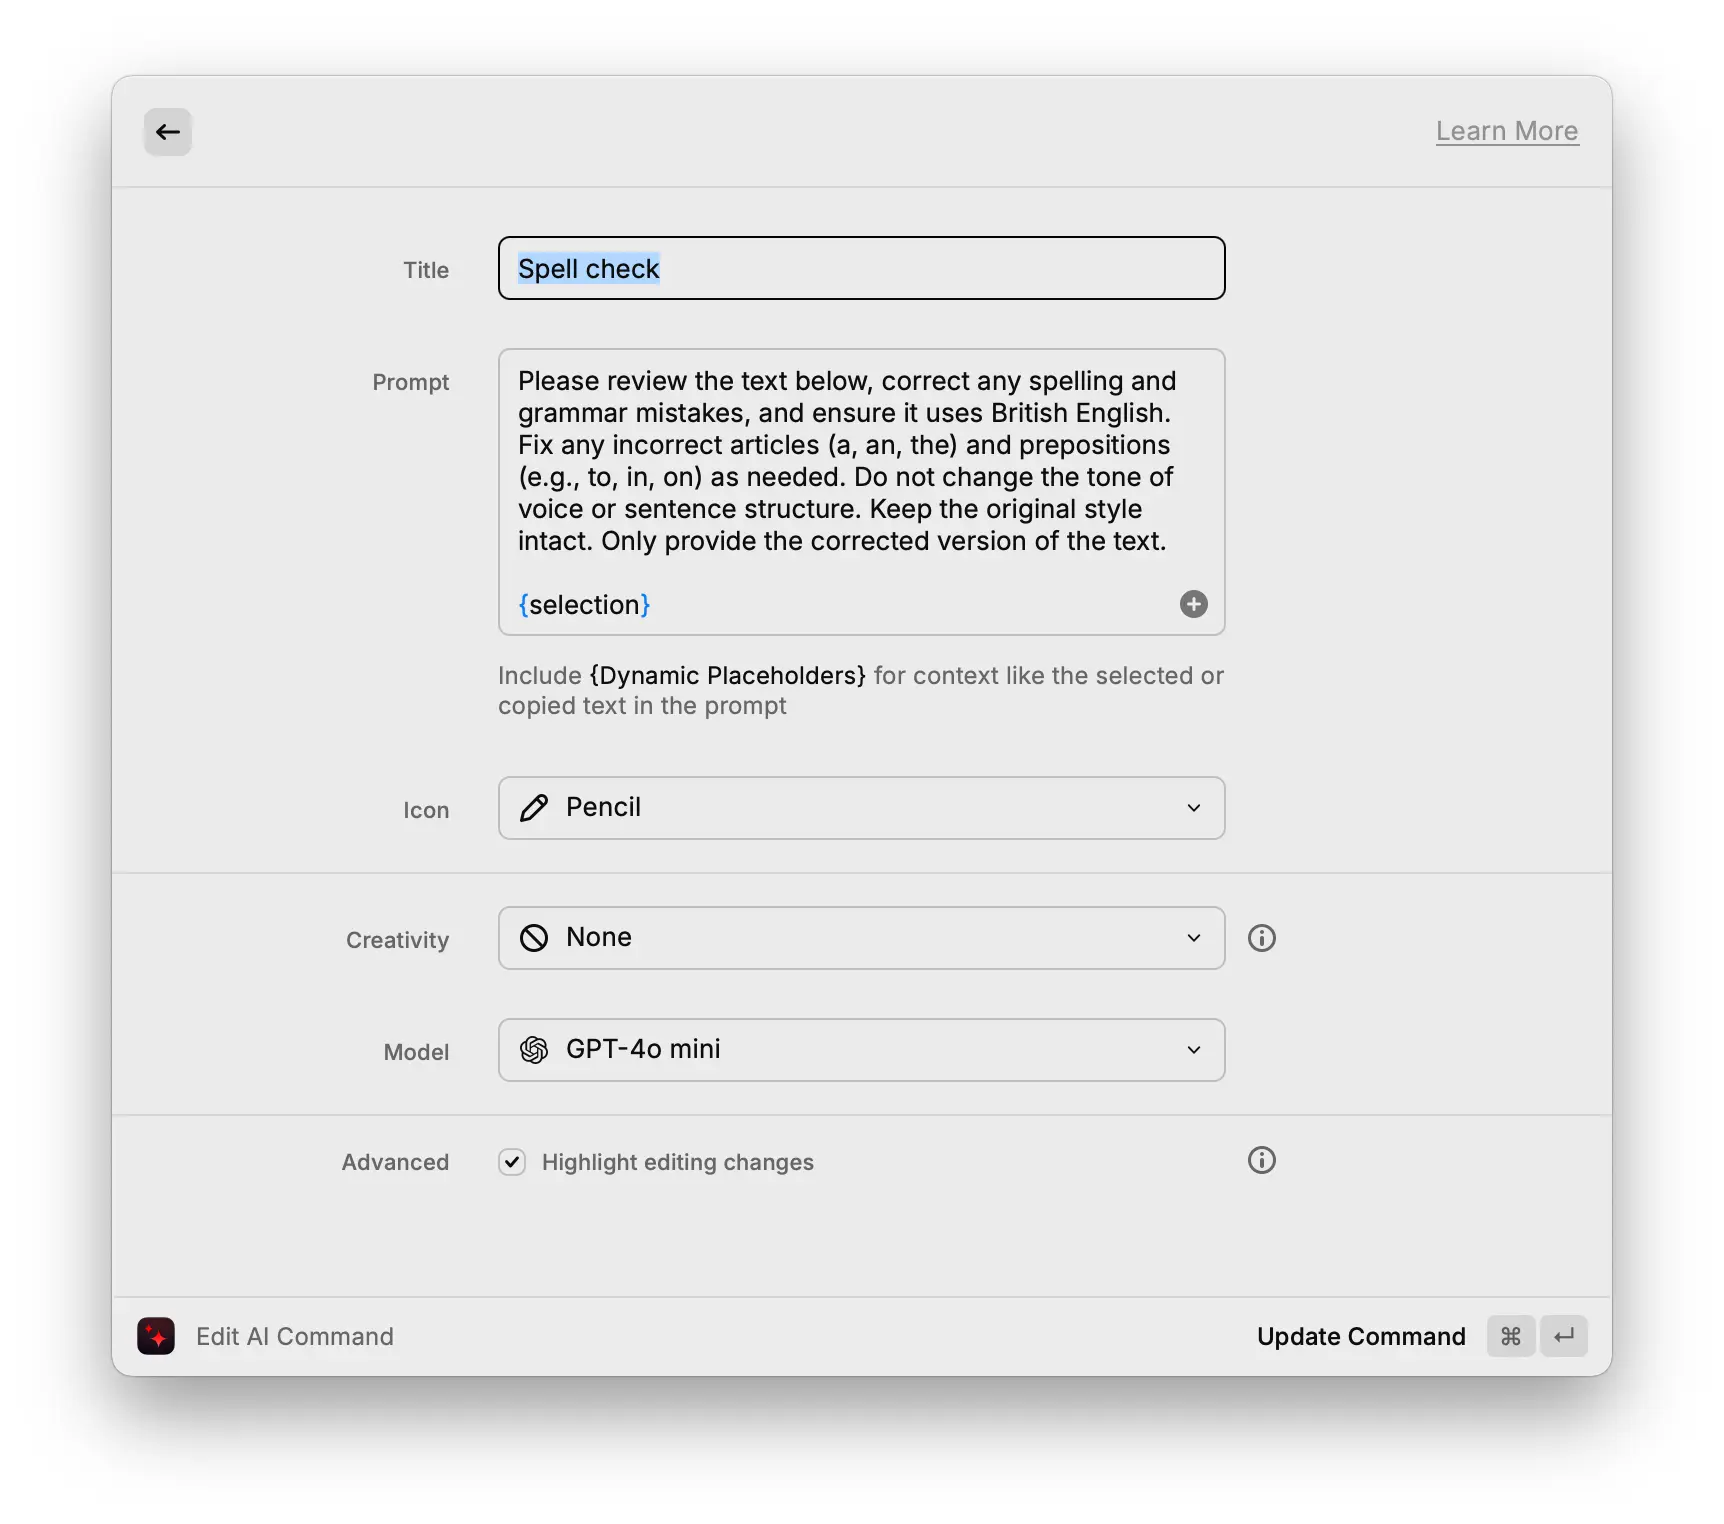 Learn More
Title
Spell check
Prompt
Please review the text below, correct any spelling and
grammar mistakes, and ensure it uses British English.
Fix any incorrect articles (a, an, the) and prepositions
(e.g., to, in, on) as needed. Do not change the tone of
voice or sentence structure. Keep the original style
intact. Only provide the corrected version of the text.
{selection}
Include {Dynamic Placeholders} for context like the selected or
copied text in the prompt
Icon
Pencil
Creativity
None
Model
GPT-4o mini
Advanced
Highlight editing changes
Edit AI Command
Update Command ⌘ ↵